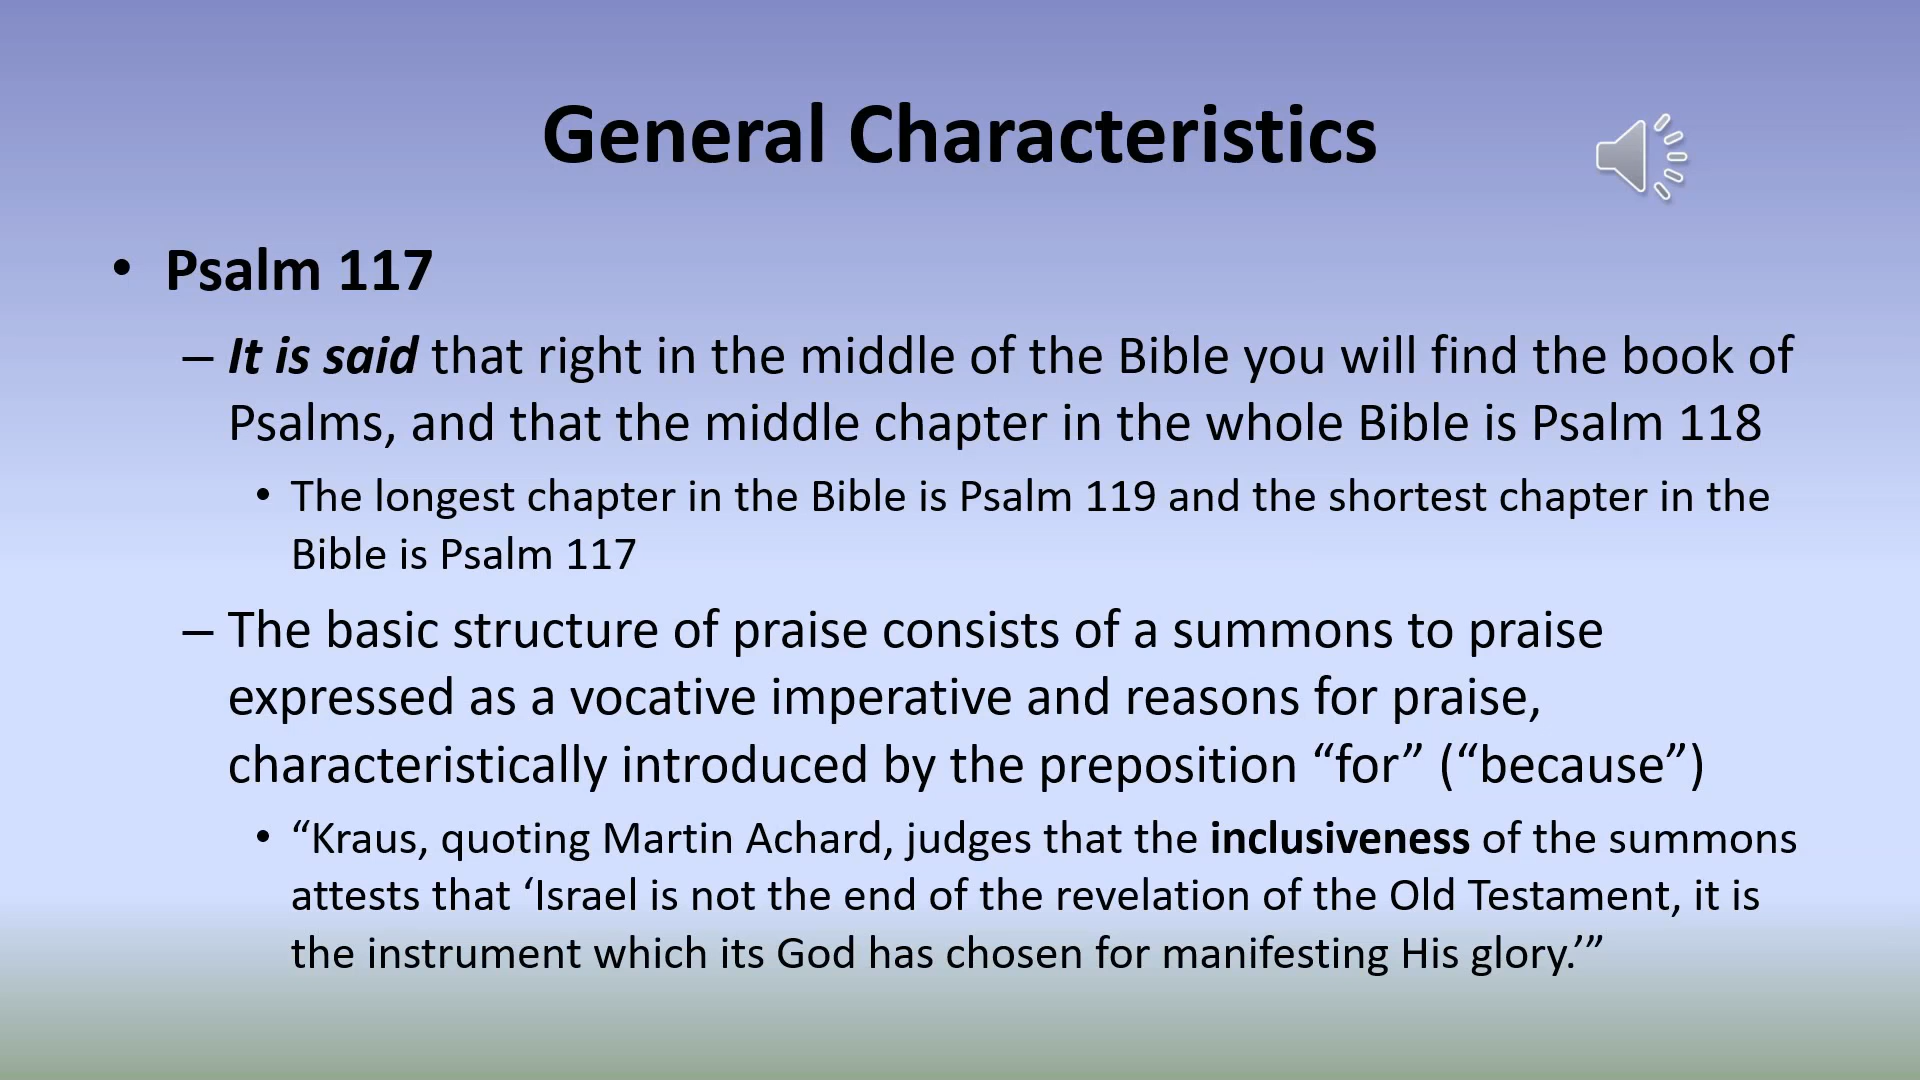 General Characteristics
• Psalm 117
– It is said that right in the middle of the Bible you will find the book of
Psalms, and that the middle chapter in the whole Bible is Psalm 118
• The longest chapter in the Bible is Psalm 119 and the shortest chapter in the
Bible is Psalm 117
– The basic structure of praise consists of a summons to praise
expressed as a vocative imperative and reasons for praise,
characteristically introduced by the preposition “for” (“because”)
• “Kraus, quoting Martin Achard, judges that the inclusiveness of the summons
attests that ‘Israel is not the end of the revelation of the Old Testament, it is
the instrument which its God has chosen for manifesting His glory.’”